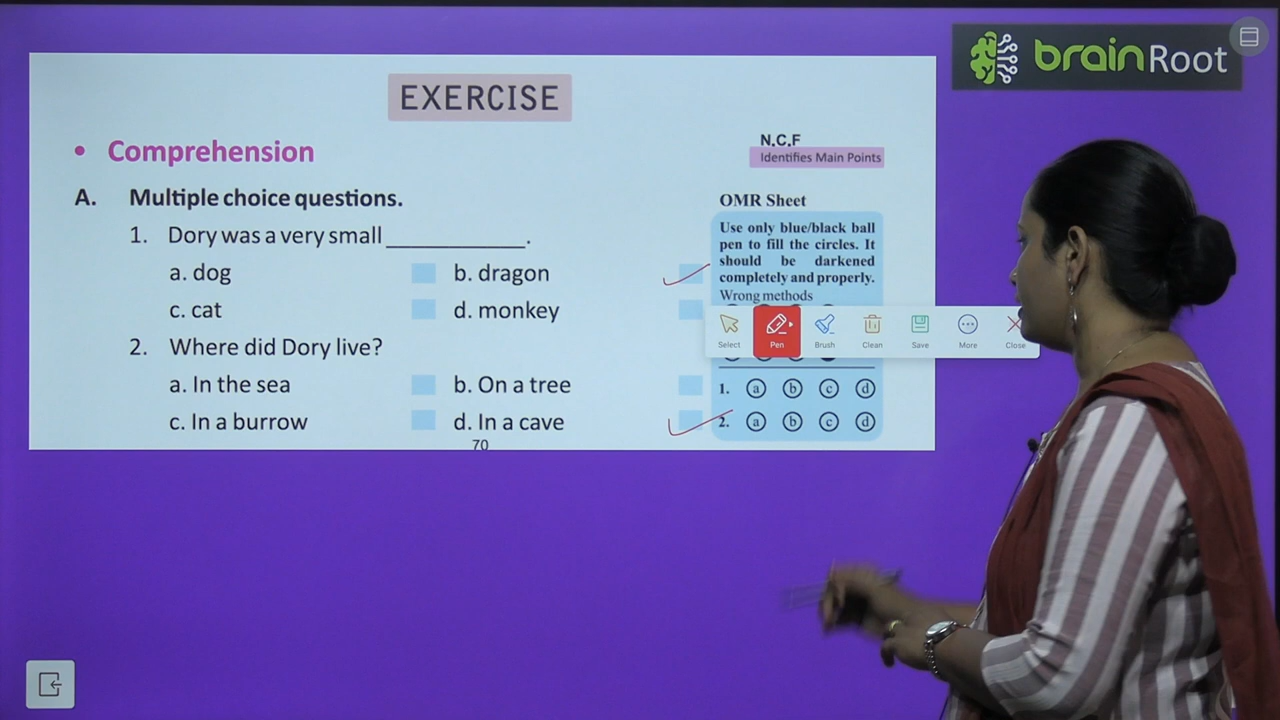 brainRoot
EXERCISE
• Comprehension
N.C.F
Identifies Main Points
A. Multiple choice questions.
1. Dory was a very small ____________.
a. dog
b. dragon
c. cat
d. monkey
2. Where did Dory live?
a. In the sea
b. On a tree
c. In a burrow
d. In a cave
70
OMR Sheet
Use only blue/black ball
pen to fill the circles. It
should be darkened
completely and properly.
Wrong methods
Select Pen Brush Clean Save More Close
1. a b c d
2. a b c d